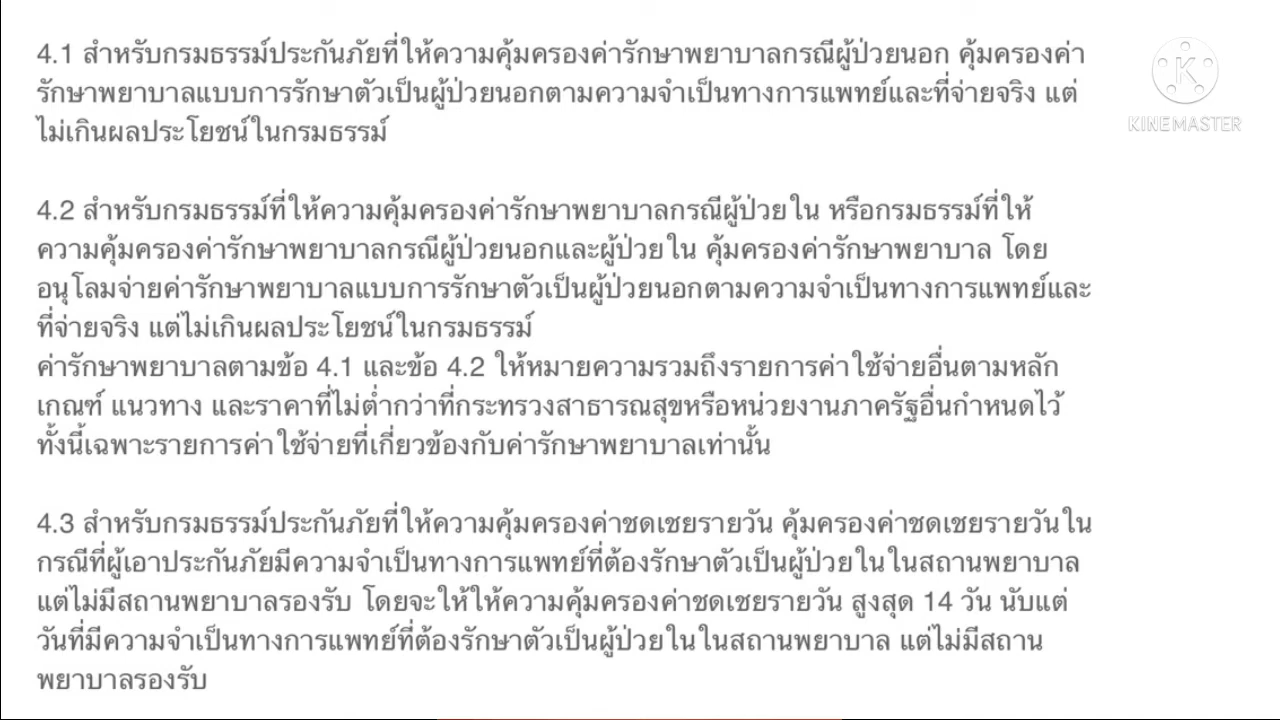 4.1 สำหรับกรมธรรม์ประกันภัยที่ให้ความคุ้มครองค่ารักษาพยาบาลกรณีผู้ป่วยนอก คุ้มครองค่า
รักษาพยาบาลแบบการรักษาตัวเป็นผู้ป่วยนอกตามความจำเป็นทางการแพทย์และที่จ่ายจริง แต่
ไม่เกินผลประโยชน์ในกรมธรรม์
KINEMASTER
4.2 สำหรับกรมธรรม์ที่ให้ความคุ้มครองค่ารักษาพยาบาลกรณีผู้ป่วยใน หรือกรมธรรม์ที่ให้
ความคุ้มครองค่ารักษาพยาบาลกรณีผู้ป่วยนอกและผู้ป่วยใน คุ้มครองค่ารักษาพยาบาล โดย
อนุโลมจ่ายค่ารักษาพยาบาลแบบการรักษาตัวเป็นผู้ป่วยนอกตามความจำเป็นทางการแพทย์และ
ที่จ่ายจริง แต่ไม่เกินผลประโยชน์ในกรมธรรม์
ค่ารักษาพยาบาลตามข้อ 4.1 และข้อ 4.2 ให้หมายความรวมถึงรายการค่าใช้จ่ายอื่นตามหลัก
เกณฑ์ แนวทาง และราคาที่ไม่ต่ำกว่าที่กระทรวงสาธารณสุขหรือหน่วยงานภาครัฐอื่นกำหนดไว้
ทั้งนี้เฉพาะรายการค่าใช้จ่ายที่เกี่ยวข้องกับค่ารักษาพยาบาลเท่านั้น
4.3 สำหรับกรมธรรม์ประกันภัยที่ให้ความคุ้มครองค่าชดเชยรายวัน คุ้มครองค่าชดเชยรายวันใน
กรณีที่ผู้เอาประกันภัยมีความจำเป็นทางการแพทย์ที่ต้องรักษาตัวเป็นผู้ป่วยในในสถานพยาบาล
แต่ไม่มีสถานพยาบาลรองรับ โดยจะให้ให้ความคุ้มครองค่าชดเชยรายวัน สูงสุด 14 วัน นับแต่
วันที่มีความจำเป็นทางการแพทย์ที่ต้องรักษาตัวเป็นผู้ป่วยในในสถานพยาบาล แต่ไม่มีสถาน
พยาบาลรองรับ